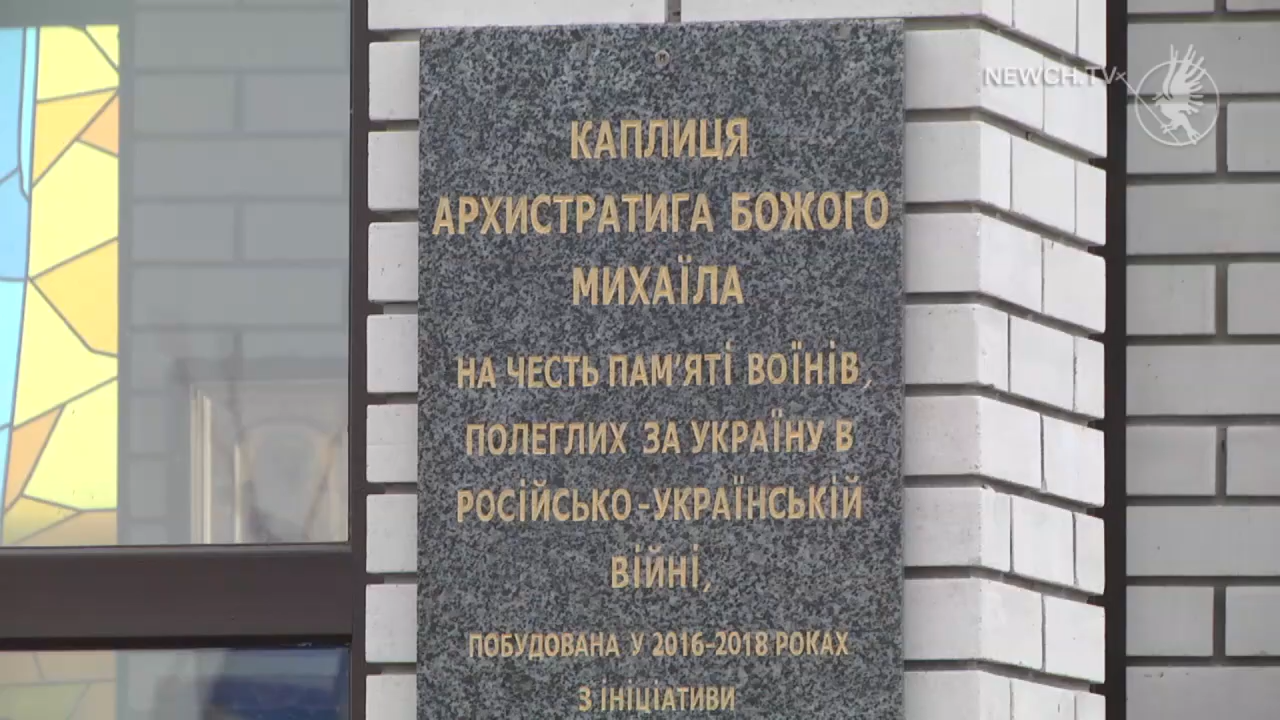 NEWCH.TV
КАПЛИЦЯ
АРХИСТРАТИГА БОЖОГО
МИХАЇЛА
НА ЧЕСТЬ ПАМ'ЯТІ ВОЇНІВ,
ПОЛЕГЛИХ ЗА УКРАЇНУ В
РОСІЙСЬКО-УКРАЇНСЬКІЙ
ВІЙНІ,
ПОБУДОВАНА У 2016-2018 РОКАХ
З ІНІЦІАТИВИ